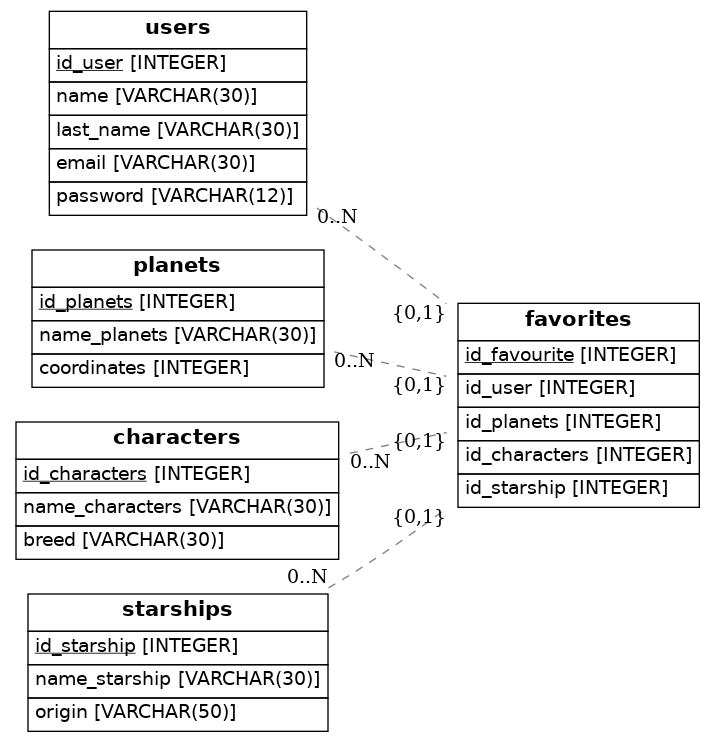 users
id_user [INTEGER]
name [VARCHAR(30)]
last_name [VARCHAR(30)]
email [VARCHAR(30)]
password [VARCHAR(12)]
0..N
{0,1}
planets
id_planets [INTEGER]
name_planets [VARCHAR(30)]
coordinates [INTEGER]
0..N
{0,1}
characters
id_characters [INTEGER]
name_characters [VARCHAR(30)]
breed [VARCHAR(30)]
0..N
{0,1}
starships
id_starship [INTEGER]
name_starship [VARCHAR(30)]
origin [VARCHAR(50)]
0..N
{0,1}
favorites
id_favourite [INTEGER]
id_user [INTEGER]
id_planets [INTEGER]
id_characters [INTEGER]
id_starship [INTEGER]